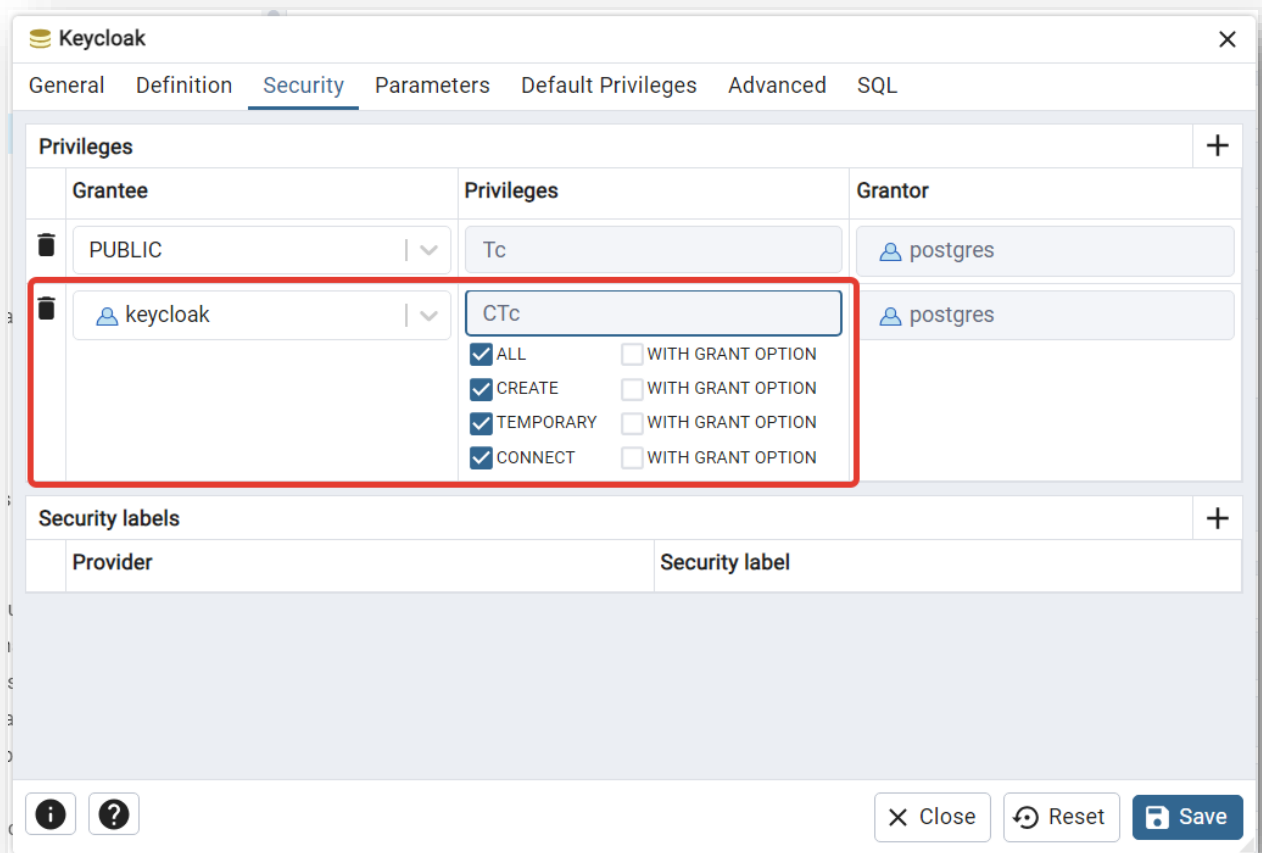 Keycloak
General Definition Security Parameters Default Privileges Advanced SQL
Privileges
Grantee Privileges Grantor
PUBLIC Tc postgres
keycloak CTc postgres
ALL WITH GRANT OPTION
CREATE WITH GRANT OPTION
TEMPORARY WITH GRANT OPTION
CONNECT WITH GRANT OPTION
Security labels
Provider Security label
Close Reset Save